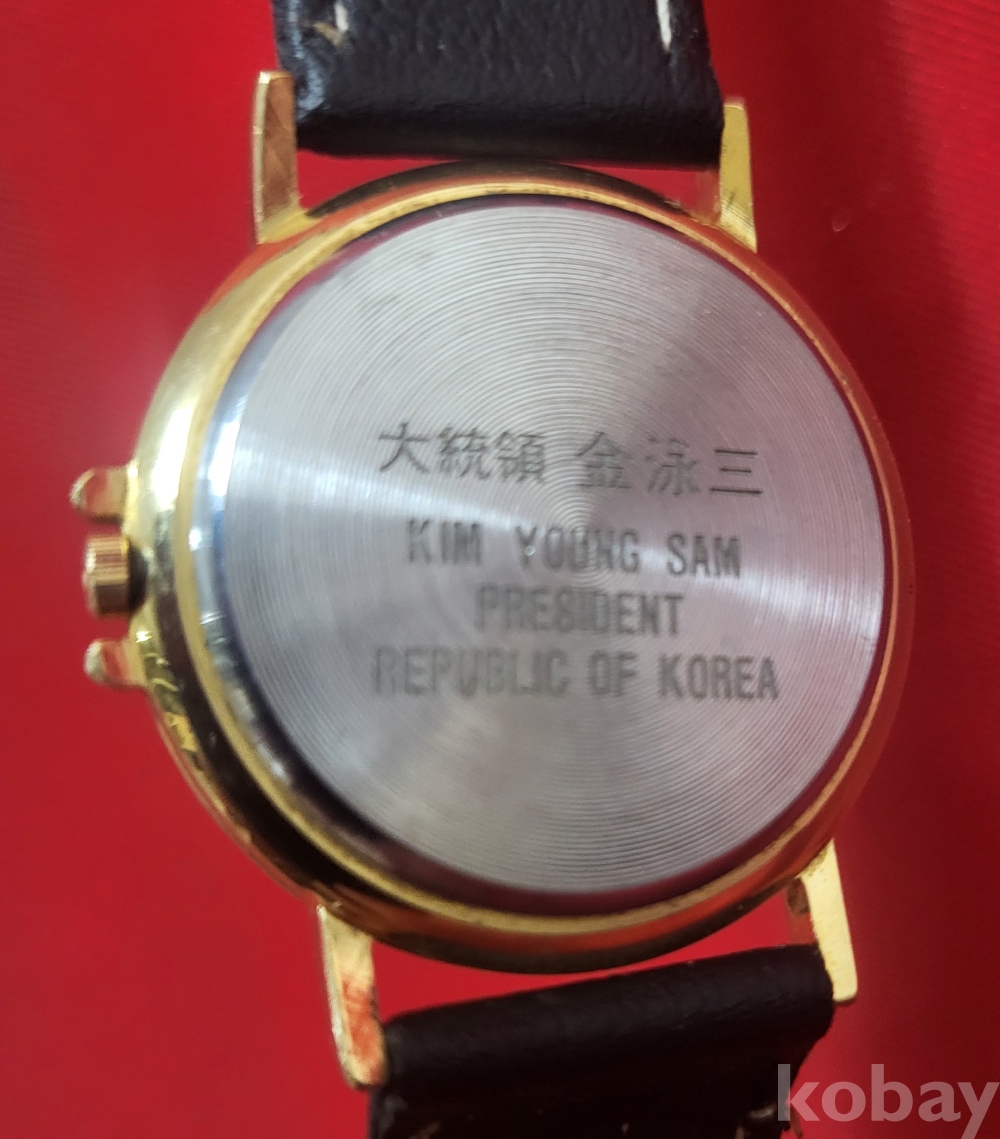 大統領 金泳三
KIM YOUNG SAM
PRESIDENT
REPUBLIC OF KOREA
kobay